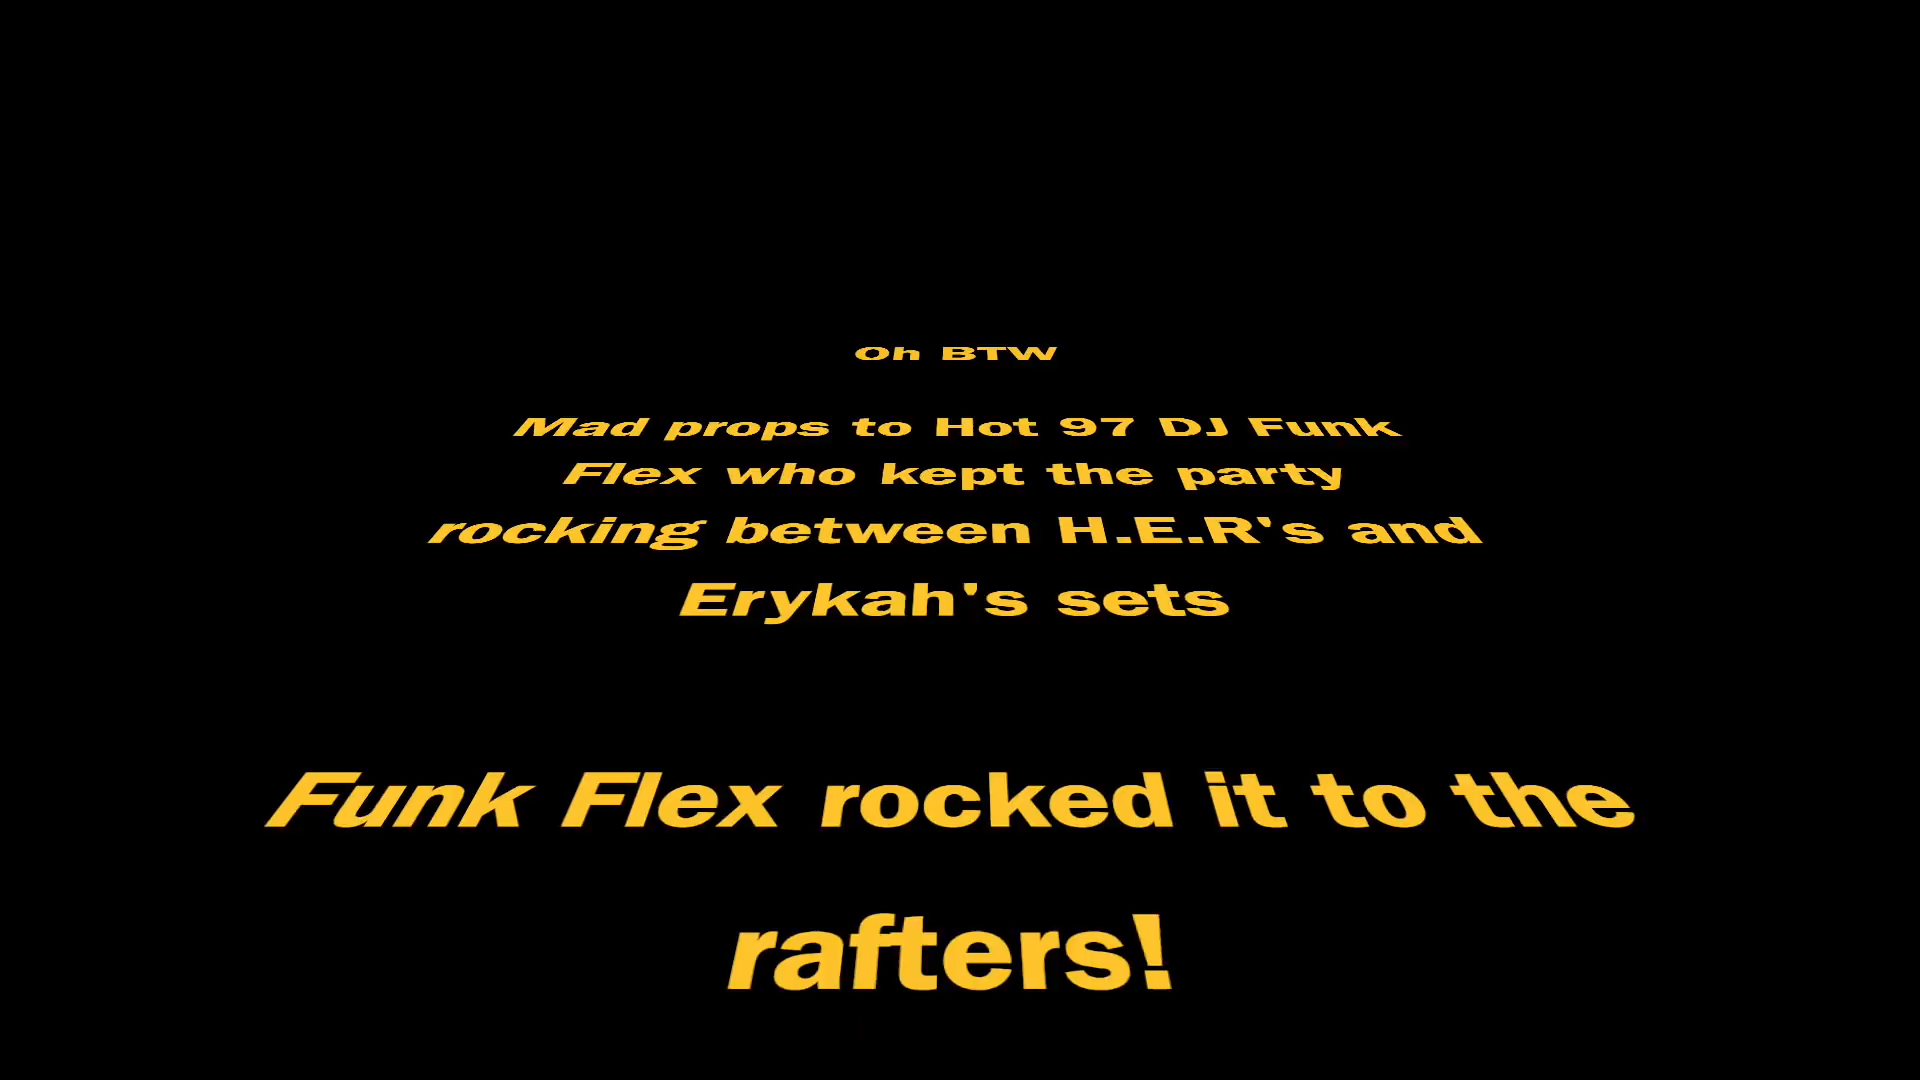 Oh BTW
Mad props to Hot 97 DJ Funk
Flex who kept the party
rocking between H.E.R's and
Erykah's sets
Funk Flex rocked it to the
rafters!